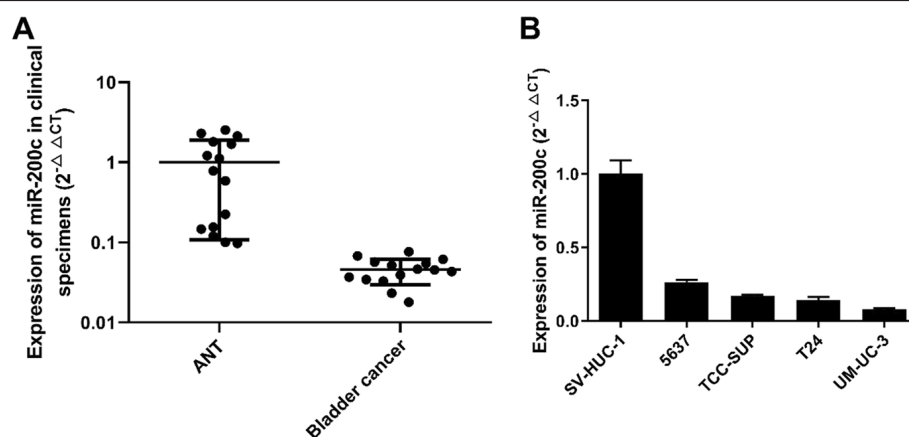 A
Expression of miR-200c in clinical
specimens (2-△ △CT)
10
1
0.1
0.01
ANT
Bladder cancer
B
Expression of miR-200c (2-△ △CT)
1.5
1.0
0.5
0.0
SV-HUC-1
5637
TCC-SUP
T24
UM-UC-3